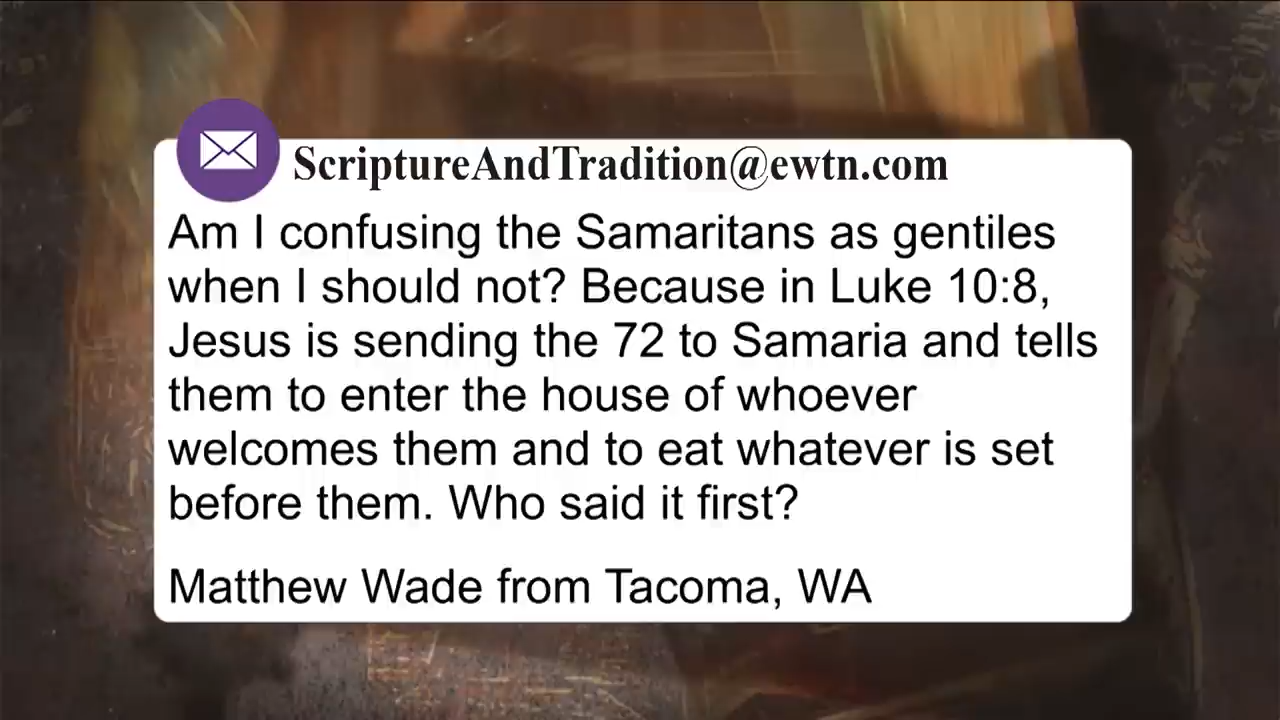 ScriptureAndTradition@ewtn.com
Am I confusing the Samaritans as gentiles
when I should not? Because in Luke 10:8,
Jesus is sending the 72 to Samaria and tells
them to enter the house of whoever
welcomes them and to eat whatever is set
before them. Who said it first?
Matthew Wade from Tacoma, WA